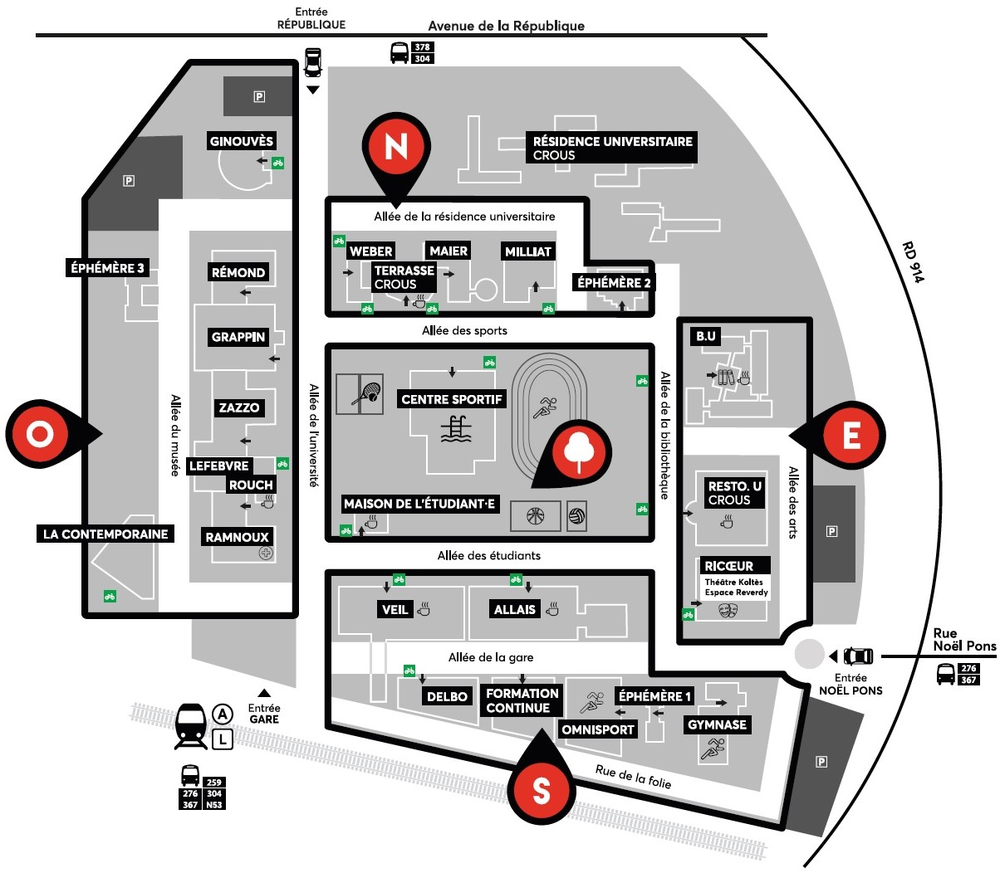 Entrée
RÉPUBLIQUE
Avenue de la République
378
304
P
GINOUVÈS
P
N
RÉSIDENCE UNIVERSITAIRE
CROUS
Allée de la résidence universitaire
WEBER
MAIER
MILLIAT
TERRASSE
CROUS
ÉPHÉMÈRE 2
RD 914
ÉPHÉMÈRE 3
RÉMOND
GRAPPIN
ZAZZO
LEFEBVRE
ROUCH
RAMNOUX
LA CONTEMPORAINE
O
Allée du musée
Allée de l'université
Allée des sports
CENTRE SPORTIF
MAISON DE L'ÉTUDIANT·E
Allée de la bibliothèque
B.U
E
RESTO. U
CROUS
Allée des arts
P
RICŒUR
Théâtre Koltès
Espace Reverdy
Allée des étudiants
VEIL
ALLAIS
Allée de la gare
DELBO
FORMATION
CONTINUE
ÉPHÉMÈRE 1
OMNISPORT
GYMNASE
Rue de la folie
S
P
Rue
Noël Pons
276
367
Entrée
NOËL PONS
Entrée
GARE
A
L
259
276 304
367 N53